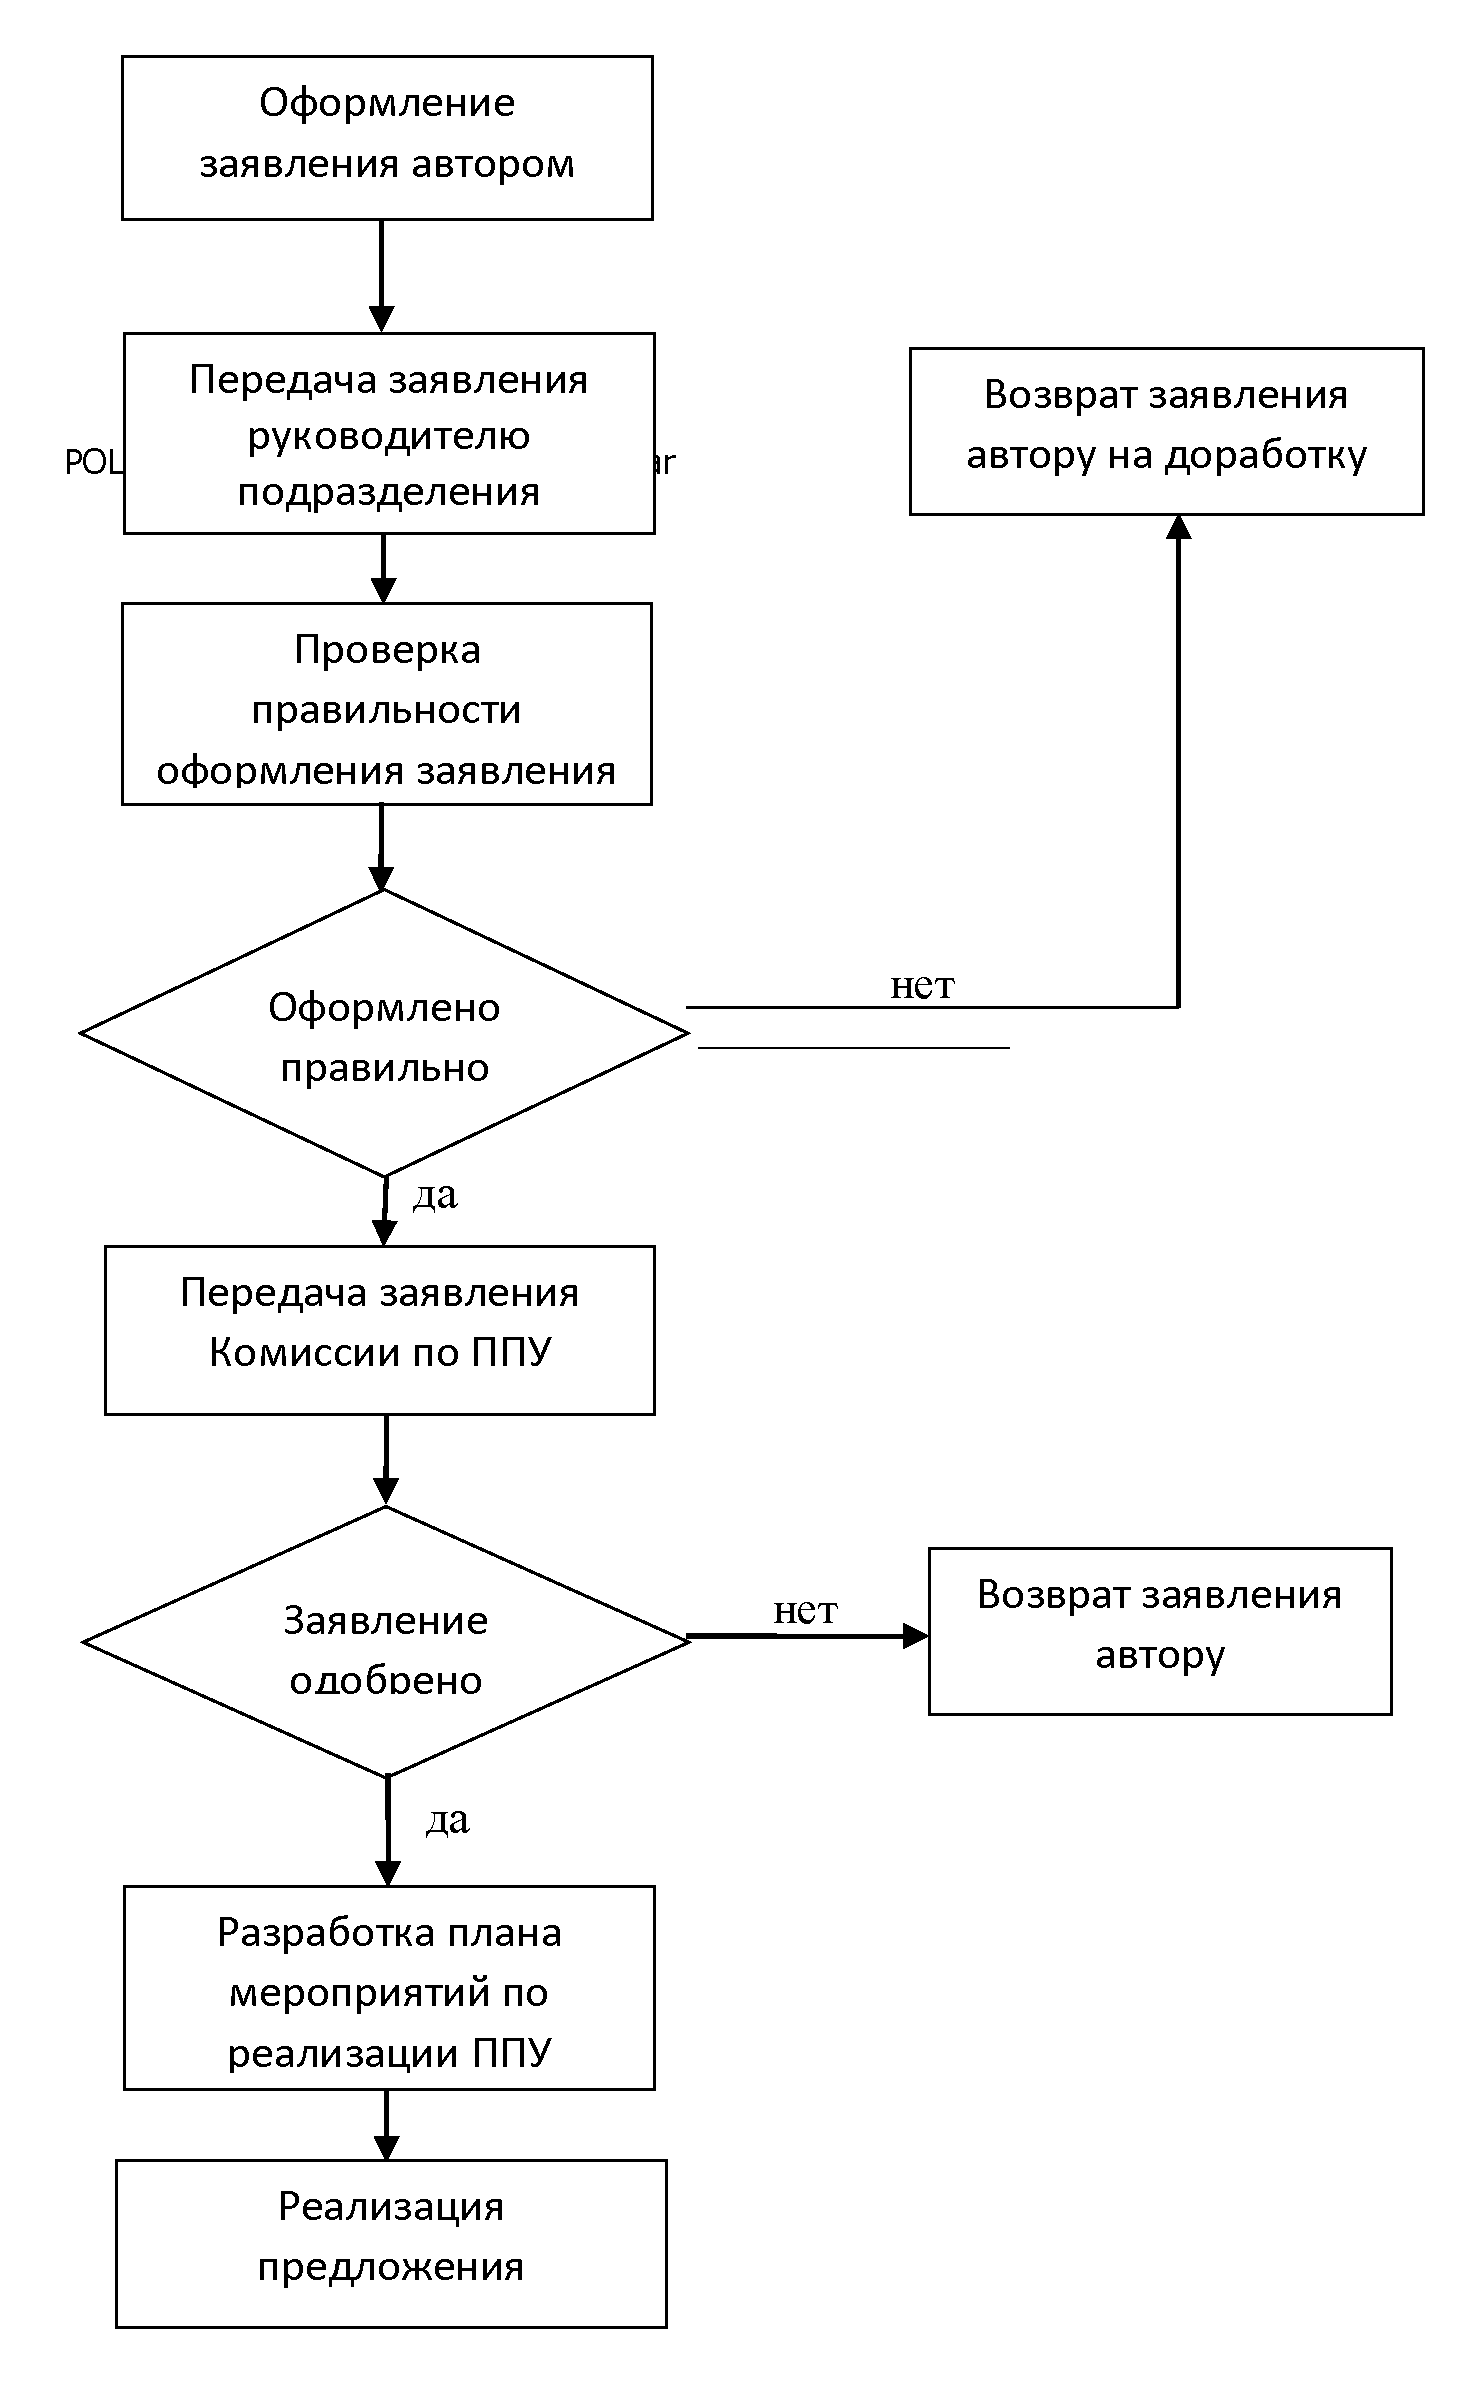 Оформление
заявления автором
Передача заявления
руководителю
подразделения
POL
ar
Возврат заявления
автору на доработку
Проверка
правильности
оформления заявления
Оформлено
правильно
нет
да
Передача заявления
Комиссии по ППУ
Заявление
одобрено
нет
Возврат заявления
автору
да
Разработка плана
мероприятий по
реализации ППУ
Реализация
предложения